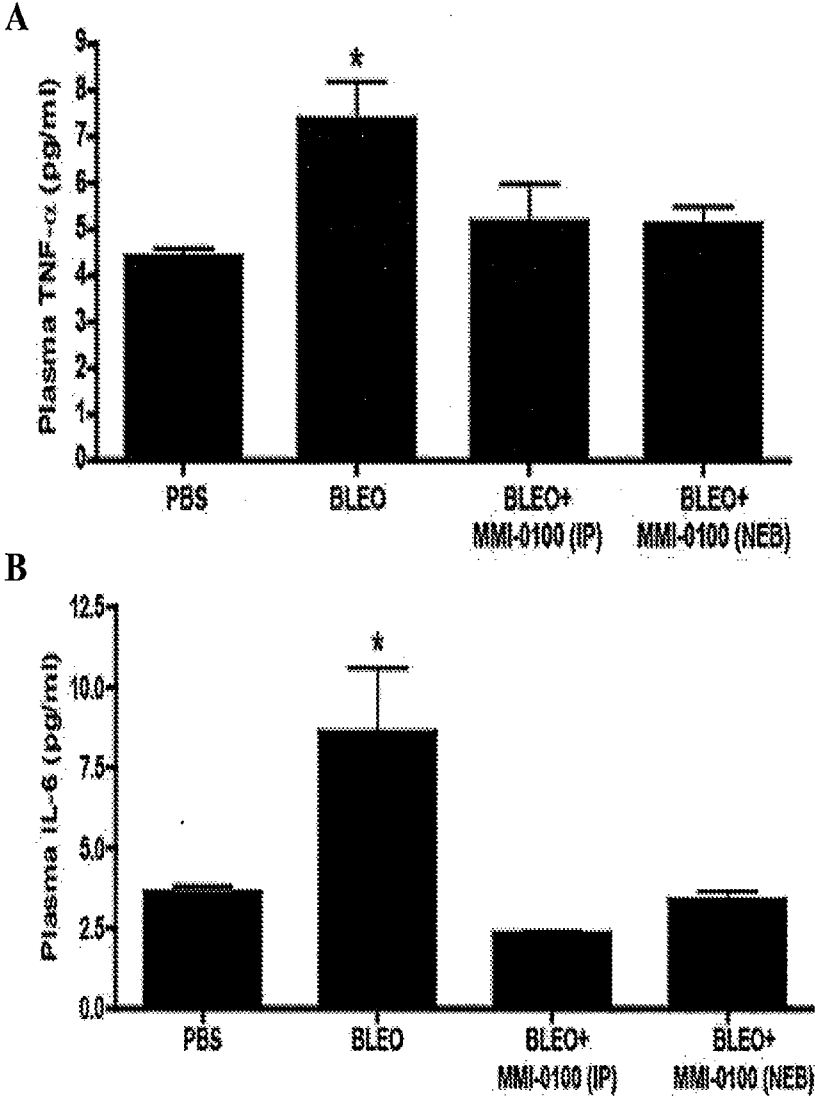 A
Plasma TNF-α (pg/ml)
9
8
7
6
5
4
3
2
1
0
*
PBS
BLEO
BLEO+
MMI-0100 (IP)
BLEO+
MMI-0100 (NEB)
B
Plasma IL-6 (pg/ml)
12.5
10.0
7.5
5.0
2.5
0.0
*
PBS
BLEO
BLEO+
MMI-0100 (IP)
BLEO+
MMI-0100 (NEB)